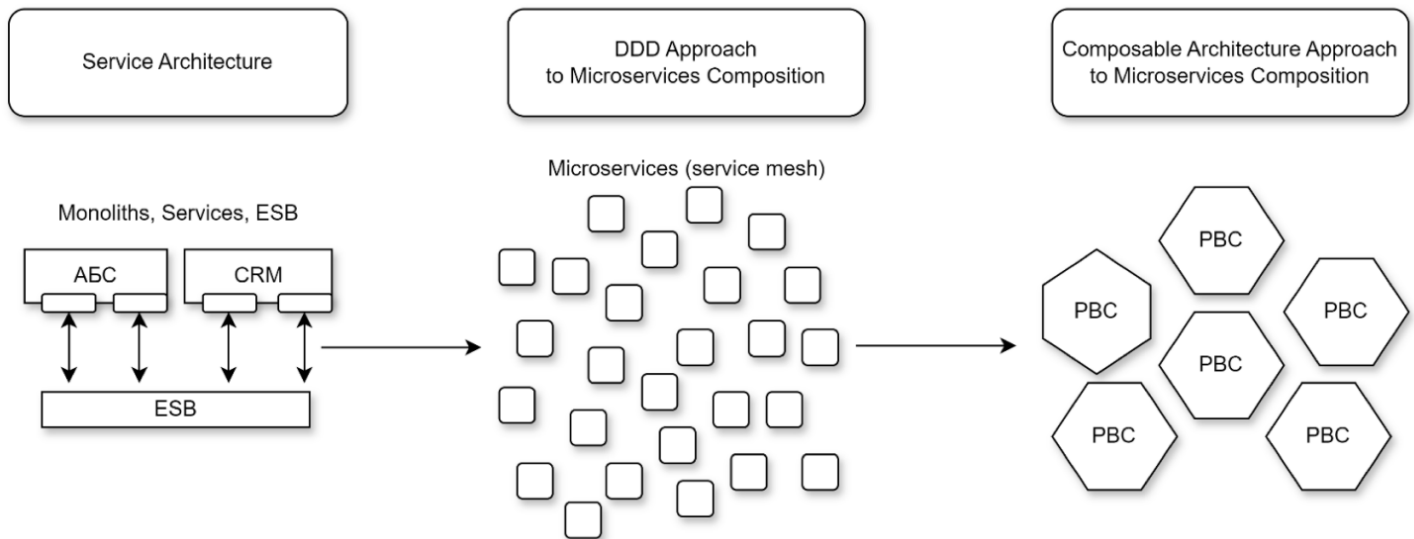 Service Architecture
DDD Approach
to Microservices Composition
Composable Architecture Approach
to Microservices Composition
Monoliths, Services, ESB
АБС
CRM
ESB
Microservices (service mesh)
PBC
PBC
PBC
PBC
PBC
PBC